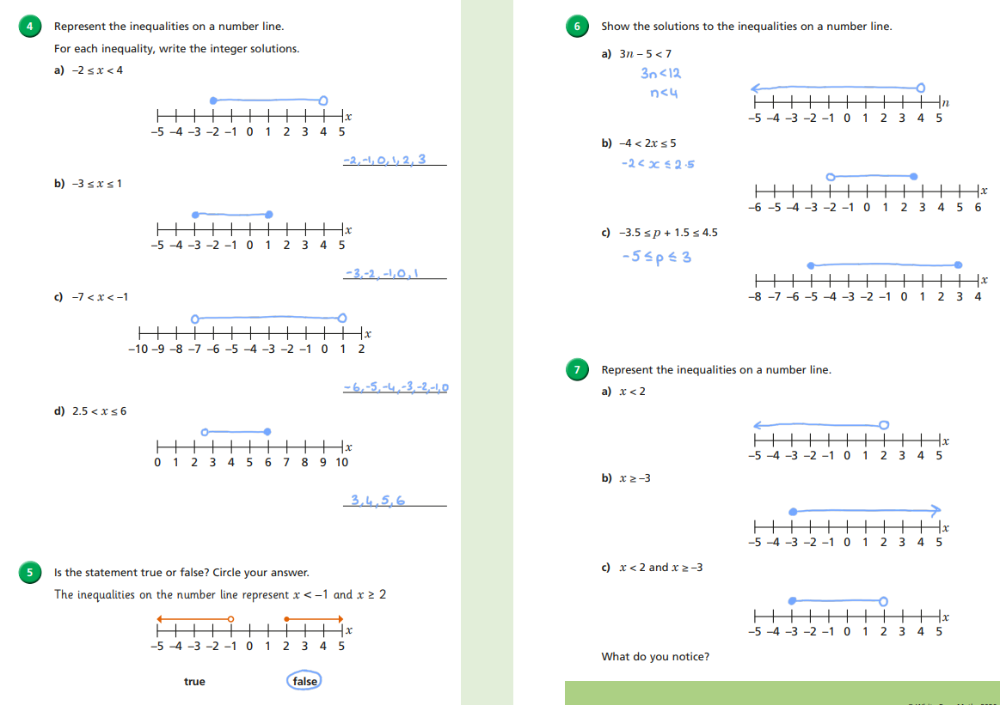 4 Represent the inequalities on a number line.
For each inequality, write the integer solutions.
a) –2 ≤ x < 4
x
–5 –4 –3 –2 –1 0 1 2 3 4 5
-2, -1, 0, 1, 2, 3
b) –3 ≤ x ≤ 1
x
–5 –4 –3 –2 –1 0 1 2 3 4 5
-3, -2, -1, 0, 1
c) –7 < x < –1
x
–10 –9 –8 –7 –6 –5 –4 –3 –2 –1 0 1 2
-6, -5, -4, -3, -2, -1, 0
d) 2.5 < x ≤ 6
x
0 1 2 3 4 5 6 7 8 9 10
3, 4, 5, 6
5 Is the statement true or false? Circle your answer.
The inequalities on the number line represent x < –1 and x ≥ 2
x
–5 –4 –3 –2 –1 0 1 2 3 4 5
true false
6 Show the solutions to the inequalities on a number line.
a) 3n – 5 < 7
3n < 12
n < 4
n
–5 –4 –3 –2 –1 0 1 2 3 4 5
b) –4 < 2x ≤ 5
-2 < x ≤ 2.5
x
–6 –5 –4 –3 –2 –1 0 1 2 3 4 5 6
c) –3.5 ≤ p + 1.5 ≤ 4.5
-5 ≤ p ≤ 3
x
–8 –7 –6 –5 –4 –3 –2 –1 0 1 2 3 4
7 Represent the inequalities on a number line.
a) x < 2
x
–5 –4 –3 –2 –1 0 1 2 3 4 5
b) x ≥ –3
x
–5 –4 –3 –2 –1 0 1 2 3 4 5
c) x < 2 and x ≥ –3
x
–5 –4 –3 –2 –1 0 1 2 3 4 5
What do you notice?